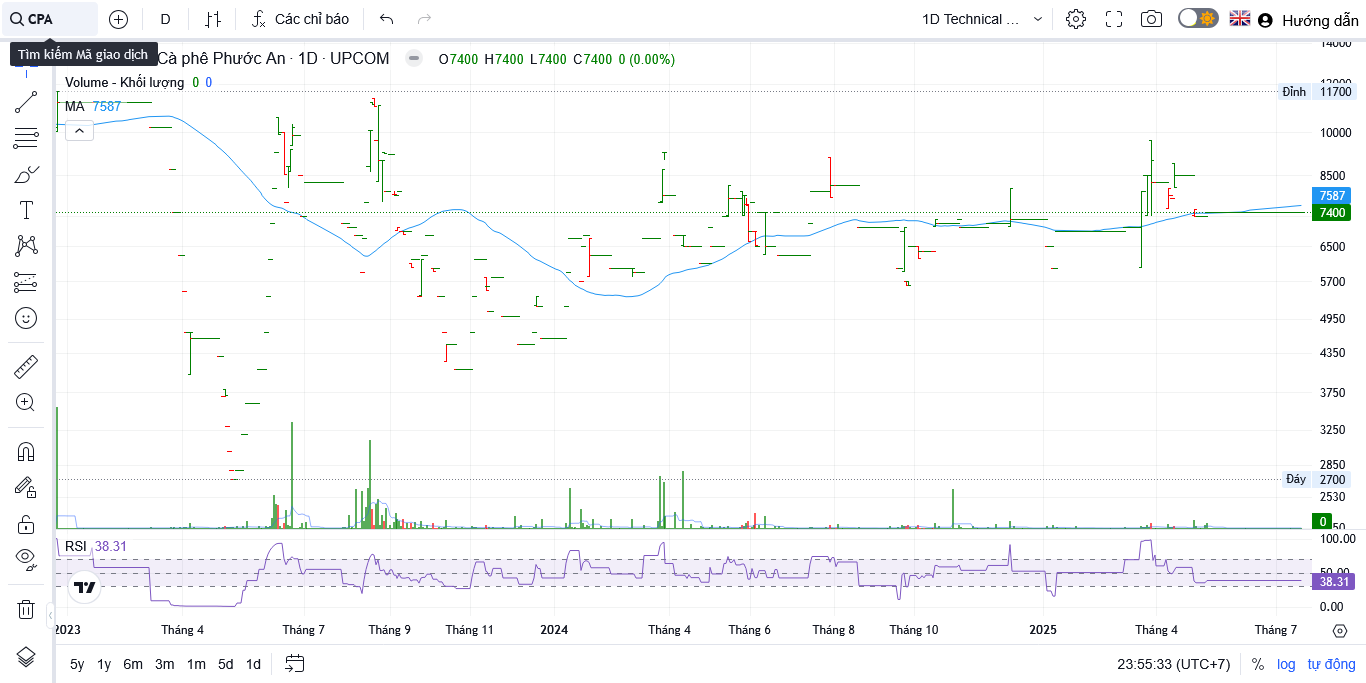 CPA
D
Các chỉ báo
1D Technical ...
Hướng dẫn
Tìm kiếm Mã giao dịch
Cà phê Phước An · 1D · UPCOM
O7400 H7400 L7400 C7400 0 (0.00%)
Volume - Khối lượng 0 0
MA 7587
14000
12000
Đỉnh 11700
10000
8500
7587
7400
6500
5700
4950
4350
3750
3250
2850
Đáy 2700
2530
0
50
RSI 38.31
100.00
50.00
38.31
0.00
2023 Tháng 4 Tháng 7 Tháng 9 Tháng 11 2024 Tháng 4 Tháng 6 Tháng 8 Tháng 10 2025 Tháng 4 Tháng 7
5y 1y 6m 3m 1m 5d 1d
23:55:33 (UTC+7) % log tự động